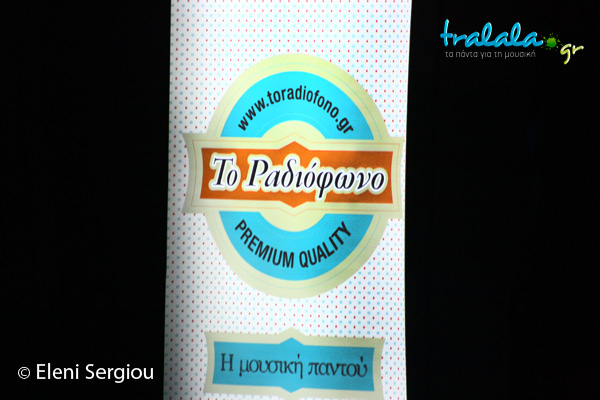 tralala.gr
τα πάντα για τη μουσική
www.toradiofono.gr
Το Ραδιόφωνο
PREMIUM QUALITY
Η μουσική παντού
© Eleni Sergiou